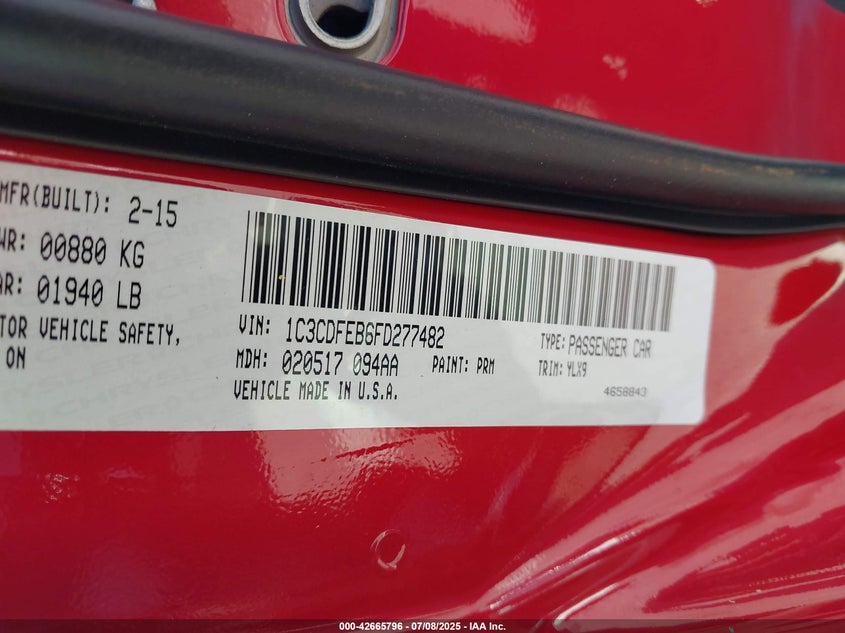 MFR(BUILT): 2-15
WR: 00880 KG
AR: 01940 LB
TOR VEHICLE SAFETY,
ON
VIN: 1C3CDFEB6FD277482
TYPE: PASSENGER CAR
MDH: 020517 094AA
PAINT: PRM
TRIM: YLX9
VEHICLE MADE IN U.S.A.
4658843
000-42665796 - 07/08/2025 - IAA Inc.